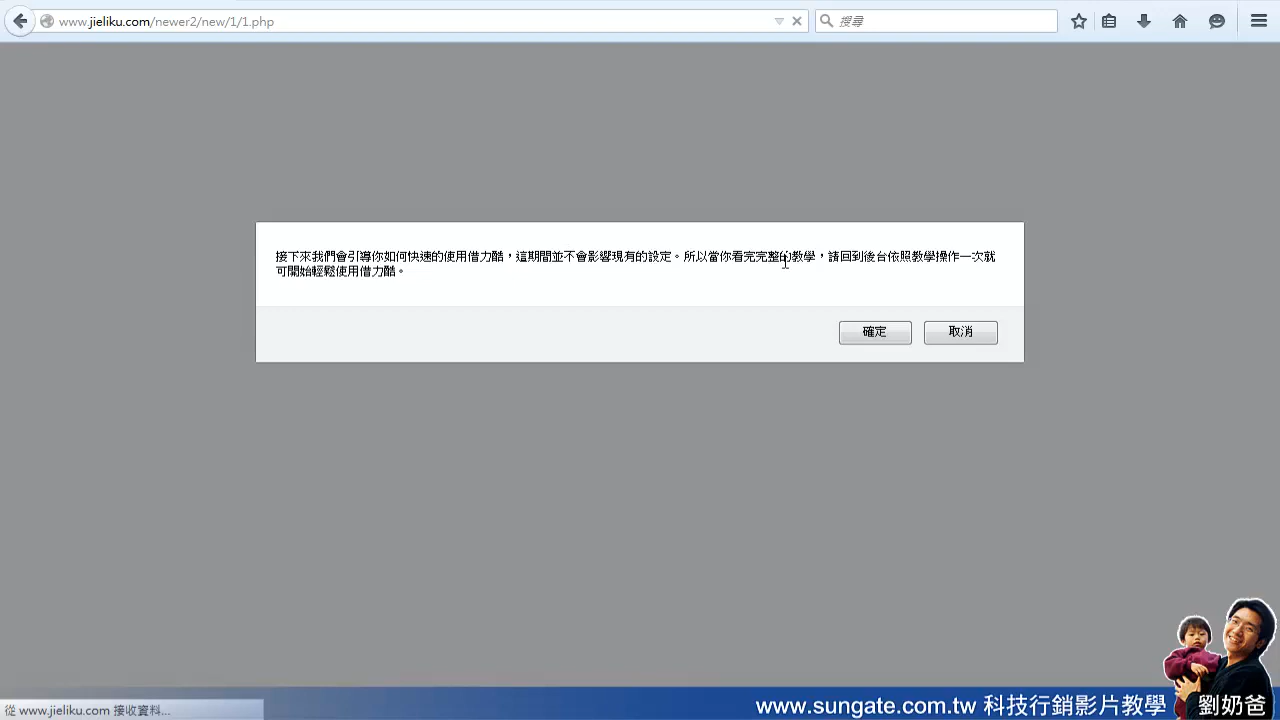 www.jieliku.com/newer2/new/1/1.php
搜尋
接下來我們會引導你如何快速的使用借力酷，這期間並不會影響現有的設定。所以當你看完完整的教學，請回到後台依照教學操作一次就
可開始輕鬆使用借力酷。
確定
取消
從 www.jieliku.com 接收資料...
www.sungate.com.tw 科技行銷影片教學
劉奶爸